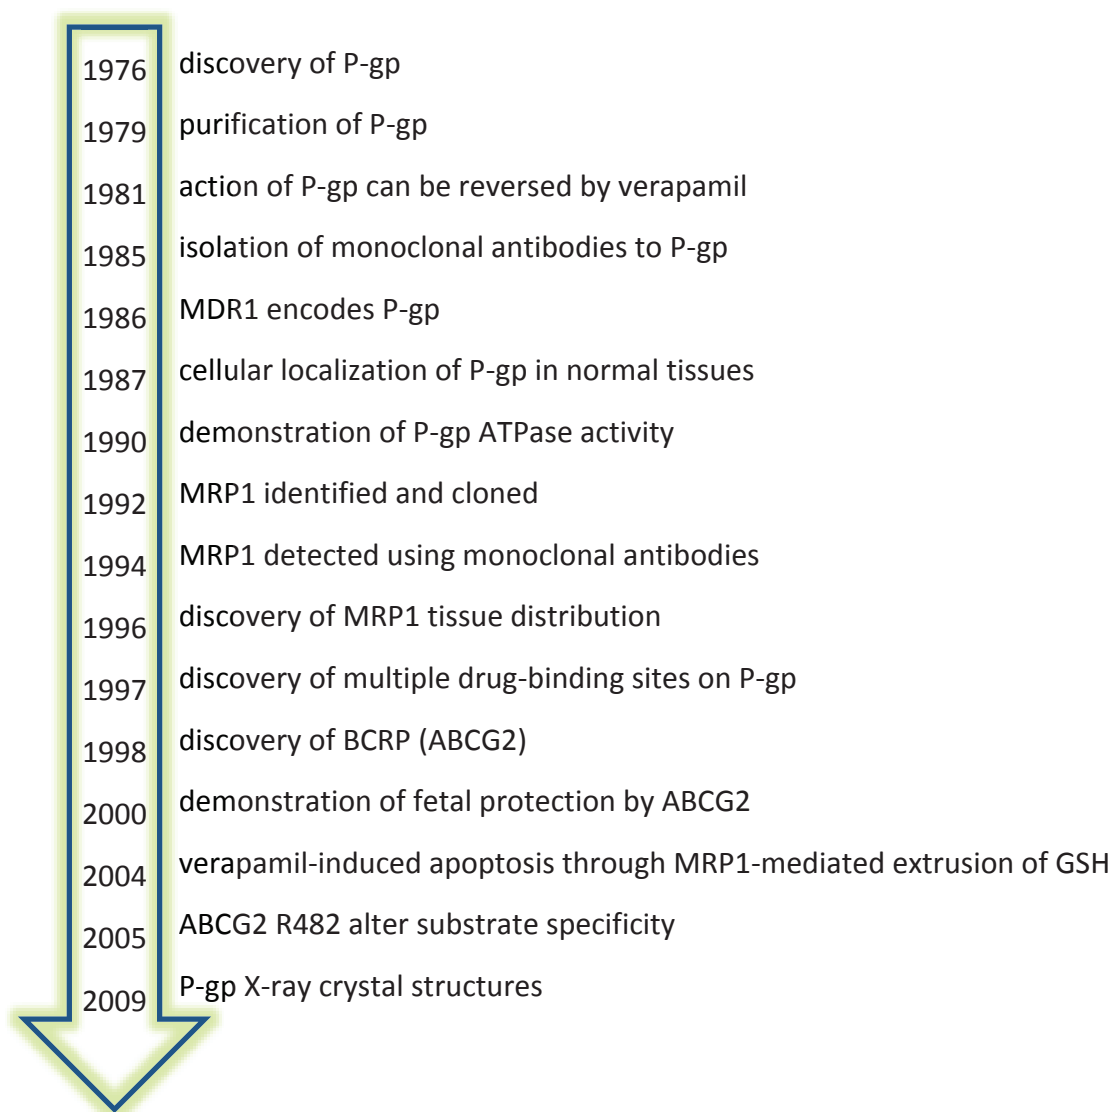 1976 discovery of P-gp
1979 purification of P-gp
1981 action of P-gp can be reversed by verapamil
1985 isolation of monoclonal antibodies to P-gp
1986 MDR1 encodes P-gp
1987 cellular localization of P-gp in normal tissues
1990 demonstration of P-gp ATPase activity
1992 MRP1 identified and cloned
1994 MRP1 detected using monoclonal antibodies
1996 discovery of MRP1 tissue distribution
1997 discovery of multiple drug-binding sites on P-gp
1998 discovery of BCRP (ABCG2)
2000 demonstration of fetal protection by ABCG2
2004 verapamil-induced apoptosis through MRP1-mediated extrusion of GSH
2005 ABCG2 R482 alter substrate specificity
2009 P-gp X-ray crystal structures